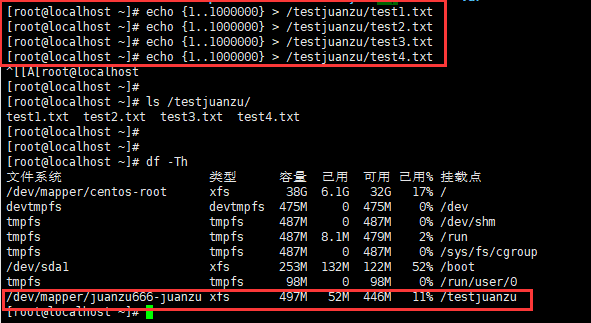 [root@localhost ~]# echo {1..1000000} > /testjuanzu/test1.txt
[root@localhost ~]# echo {1..1000000} > /testjuanzu/test2.txt
[root@localhost ~]# echo {1..1000000} > /testjuanzu/test3.txt
[root@localhost ~]# echo {1..1000000} > /testjuanzu/test4.txt
^[[A[root@localhost
[root@localhost ~]#
[root@localhost ~]# ls /testjuanzu/
test1.txt test2.txt test3.txt test4.txt
[root@localhost ~]#
[root@localhost ~]#
[root@localhost ~]# df -Th
文件系统 类型 容量 已用 可用 已用% 挂载点
/dev/mapper/centos-root xfs 38G 6.1G 32G 17% /
devtmpfs devtmpfs 475M 0 475M 0% /dev
tmpfs tmpfs 487M 0 487M 0% /dev/shm
tmpfs tmpfs 487M 8.1M 479M 2% /run
tmpfs tmpfs 487M 0 487M 0% /sys/fs/cgroup
/dev/sda1 xfs 253M 132M 122M 52% /boot
tmpfs tmpfs 98M 0 98M 0% /run/user/0
/dev/mapper/juanzu666-juanzu xfs 497M 52M 446M 11% /testjuanzu
[root@localhost ~]#